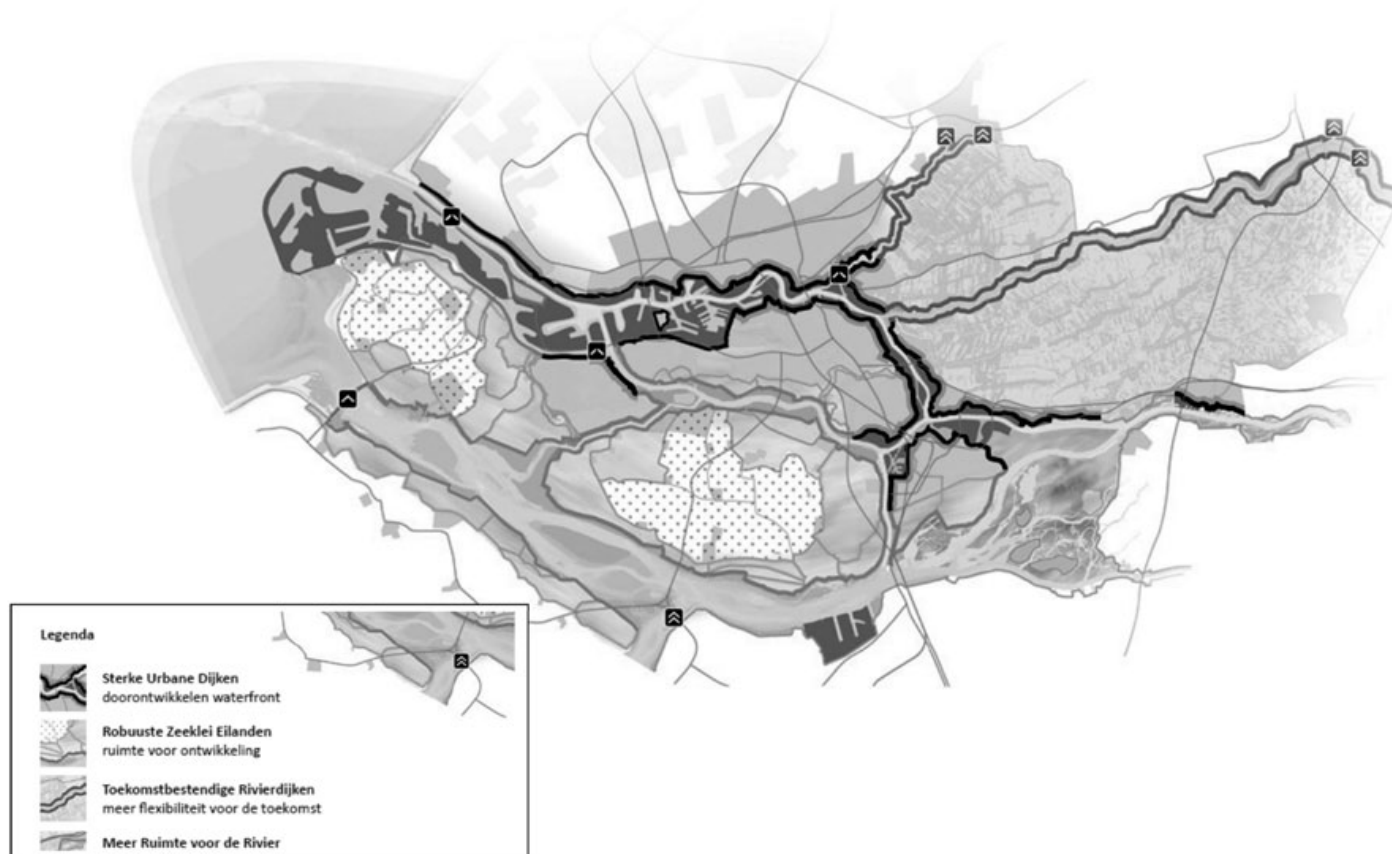 Legenda
Sterke Urbane Dijken
doorontwikkelen waterfront
Robuuste Zeeklei Eilanden
ruimte voor ontwikkeling
Toekomstbestendige Rivierdijken
meer flexibiliteit voor de toekomst
Meer Ruimte voor de Rivier